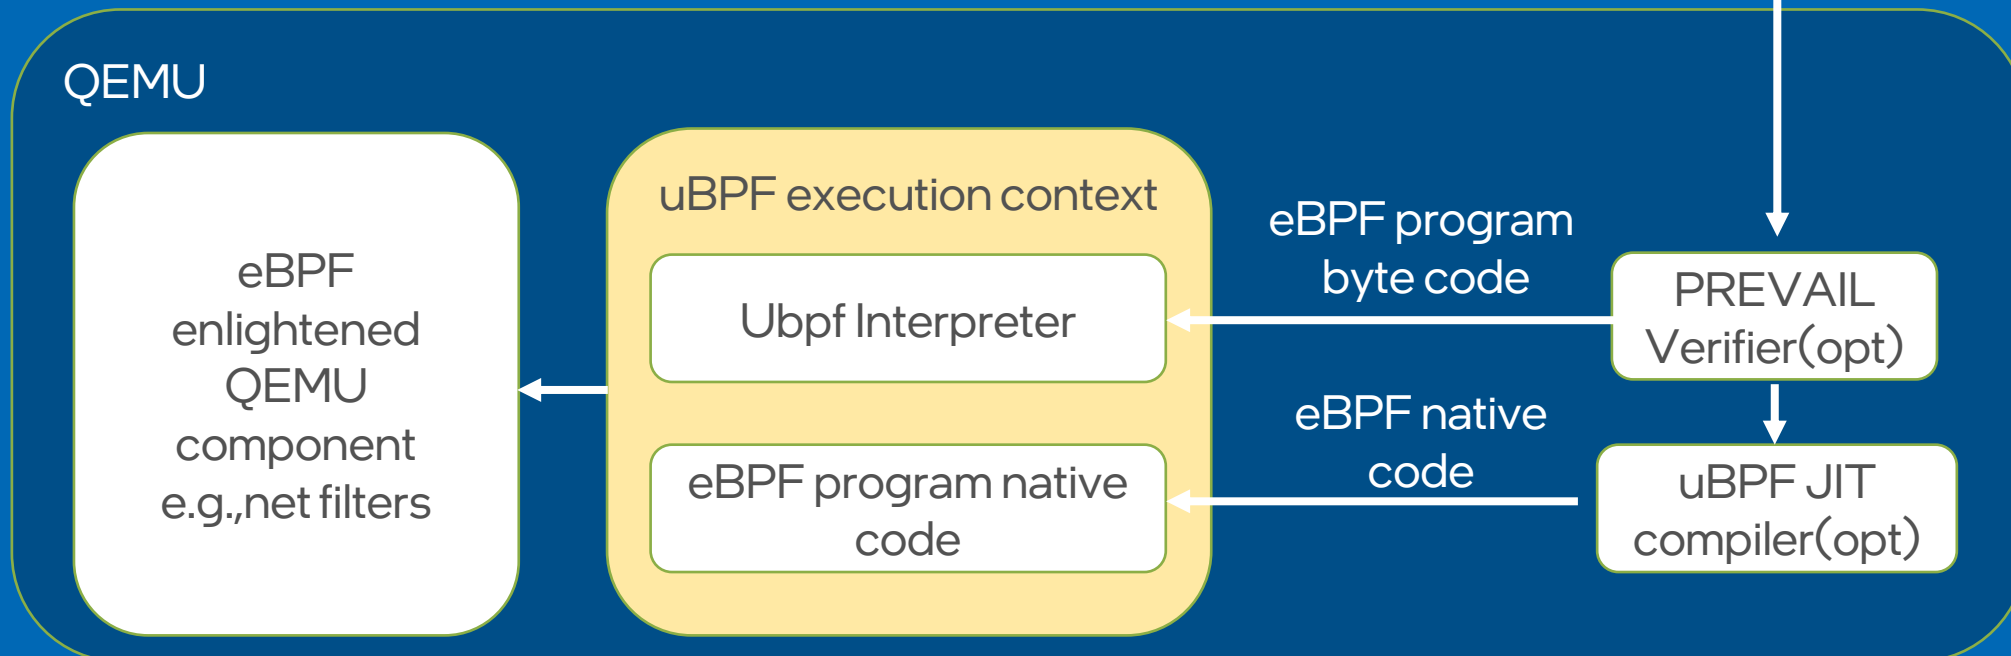 QEMU
eBPF
enlightened
QEMU
component
e.g.,net filters
uBPF execution context
Ubpf Interpreter
eBPF program native
code
eBPF program
byte code
eBPF native
code
PREVAIL
Verifier(opt)
uBPF JIT
compiler(opt)